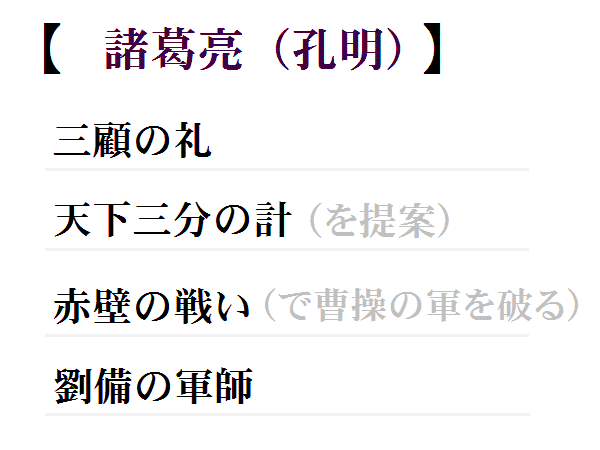 【 諸葛亮（孔明）】
三顧の礼
天下三分の計（を提案）
赤壁の戦い（で曹操の軍を破る）
劉備の軍師